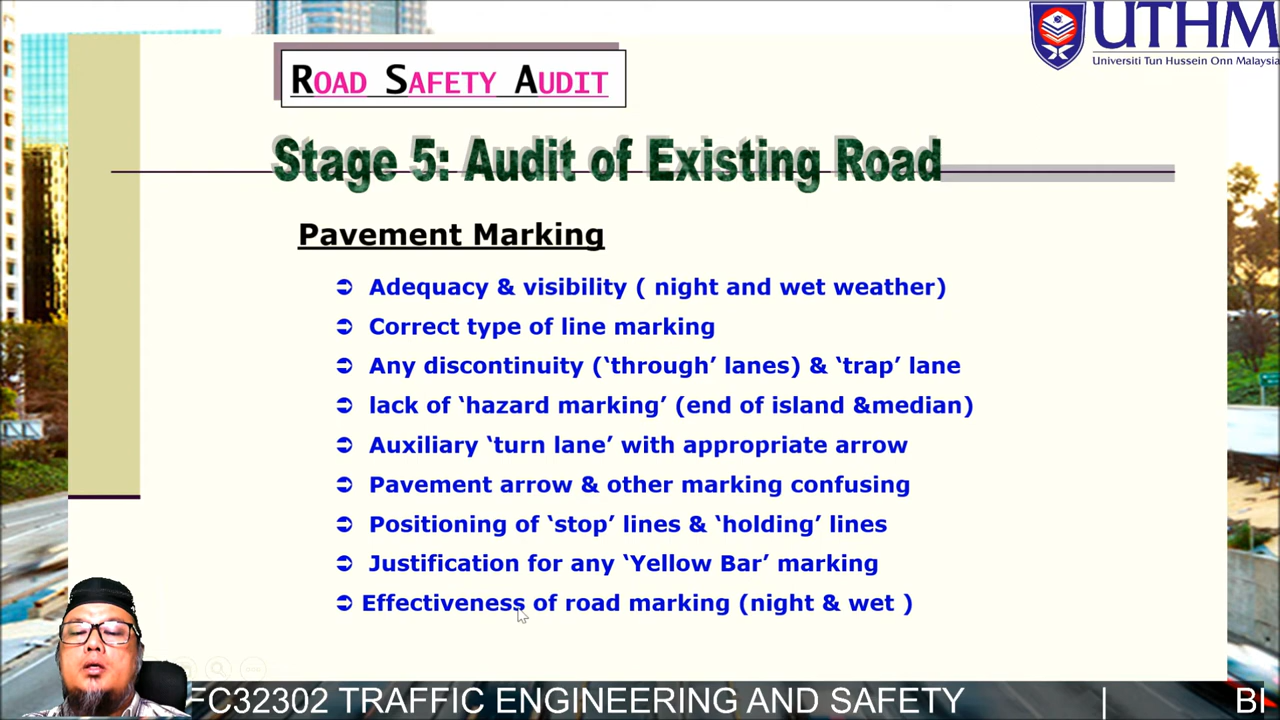 UTHM
Universiti Tun Hussein Onn Malaysia
ROAD SAFETY AUDIT
Stage 5: Audit of Existing Road
Pavement Marking
Adequacy & visibility ( night and wet weather)
Correct type of line marking
Any discontinuity (‘through’ lanes) & ‘trap’ lane
lack of ‘hazard marking’ (end of island &median)
Auxiliary ‘turn lane’ with appropriate arrow
Pavement arrow & other marking confusing
Positioning of ‘stop’ lines & ‘holding’ lines
Justification for any ‘Yellow Bar’ marking
Effectiveness of road marking (night & wet )
FC32302 TRAFFIC ENGINEERING AND SAFETY | BI